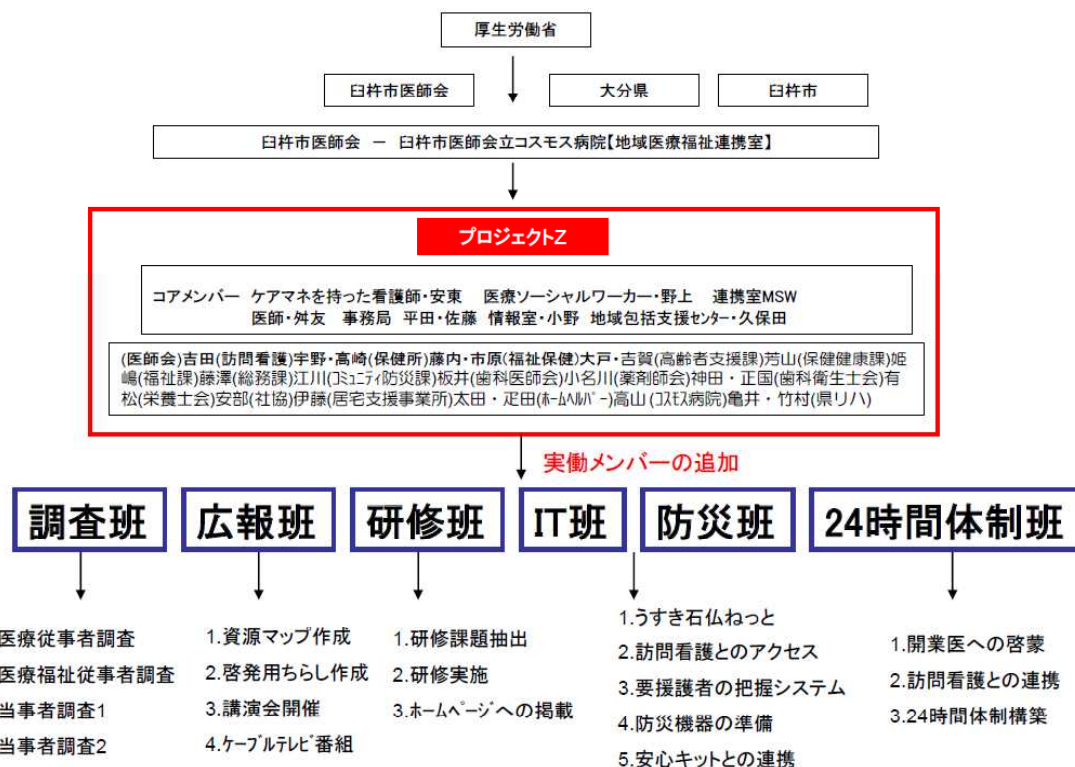 厚生労働省
臼杵市医師会
大分県
臼杵市
臼杵市医師会 － 臼杵市医師会立コスモス病院【地域医療福祉連携室】
プロジェクトZ
コアメンバー ケアマネを持った看護師・安東 医療ソーシャルワーカー・野上 連携室MSW
医師・舛友 事務局 平田・佐藤 情報室・小野 地域包括支援センター・久保田
(医師会)吉田(訪問看護)宇野・高崎(保健所)藤内・市原(福祉保健)大戸・吉賀(高齢者支援課)芳山(保健健康課)姫
嶋(福祉課)藤澤(総務課)江川(ｺﾐｭﾆﾃｨ防災課)板井(歯科医師会)小名川(薬剤師会)神田・正国(歯科衛生士会)有
松(栄養士会)安部(社協)伊藤(居宅支援事業所)太田・疋田(ﾎｰﾑﾍﾙﾊﾟｰ)高山(ｺｽﾓｽ病院)亀井・竹村(県リハ)
実働メンバーの追加
調査班
広報班
研修班
IT班
防災班
24時間体制班
医療従事者調査
医療福祉従事者調査
当事者調査1
当事者調査2
1.資源マップ作成
2.啓発用ちらし作成
3.講演会開催
4.ｹｰﾌﾞﾙﾃﾚﾋﾞ番組
1.研修課題抽出
2.研修実施
3.ﾎｰﾑﾍﾟｰｼﾞへの掲載
1.うすき石仏ねっと
2.訪問看護とのアクセス
3.要援護者の把握システム
4.防災機器の準備
5.安心キットとの連携
1.開業医への啓蒙
2.訪問看護との連携
3.24時間体制構築